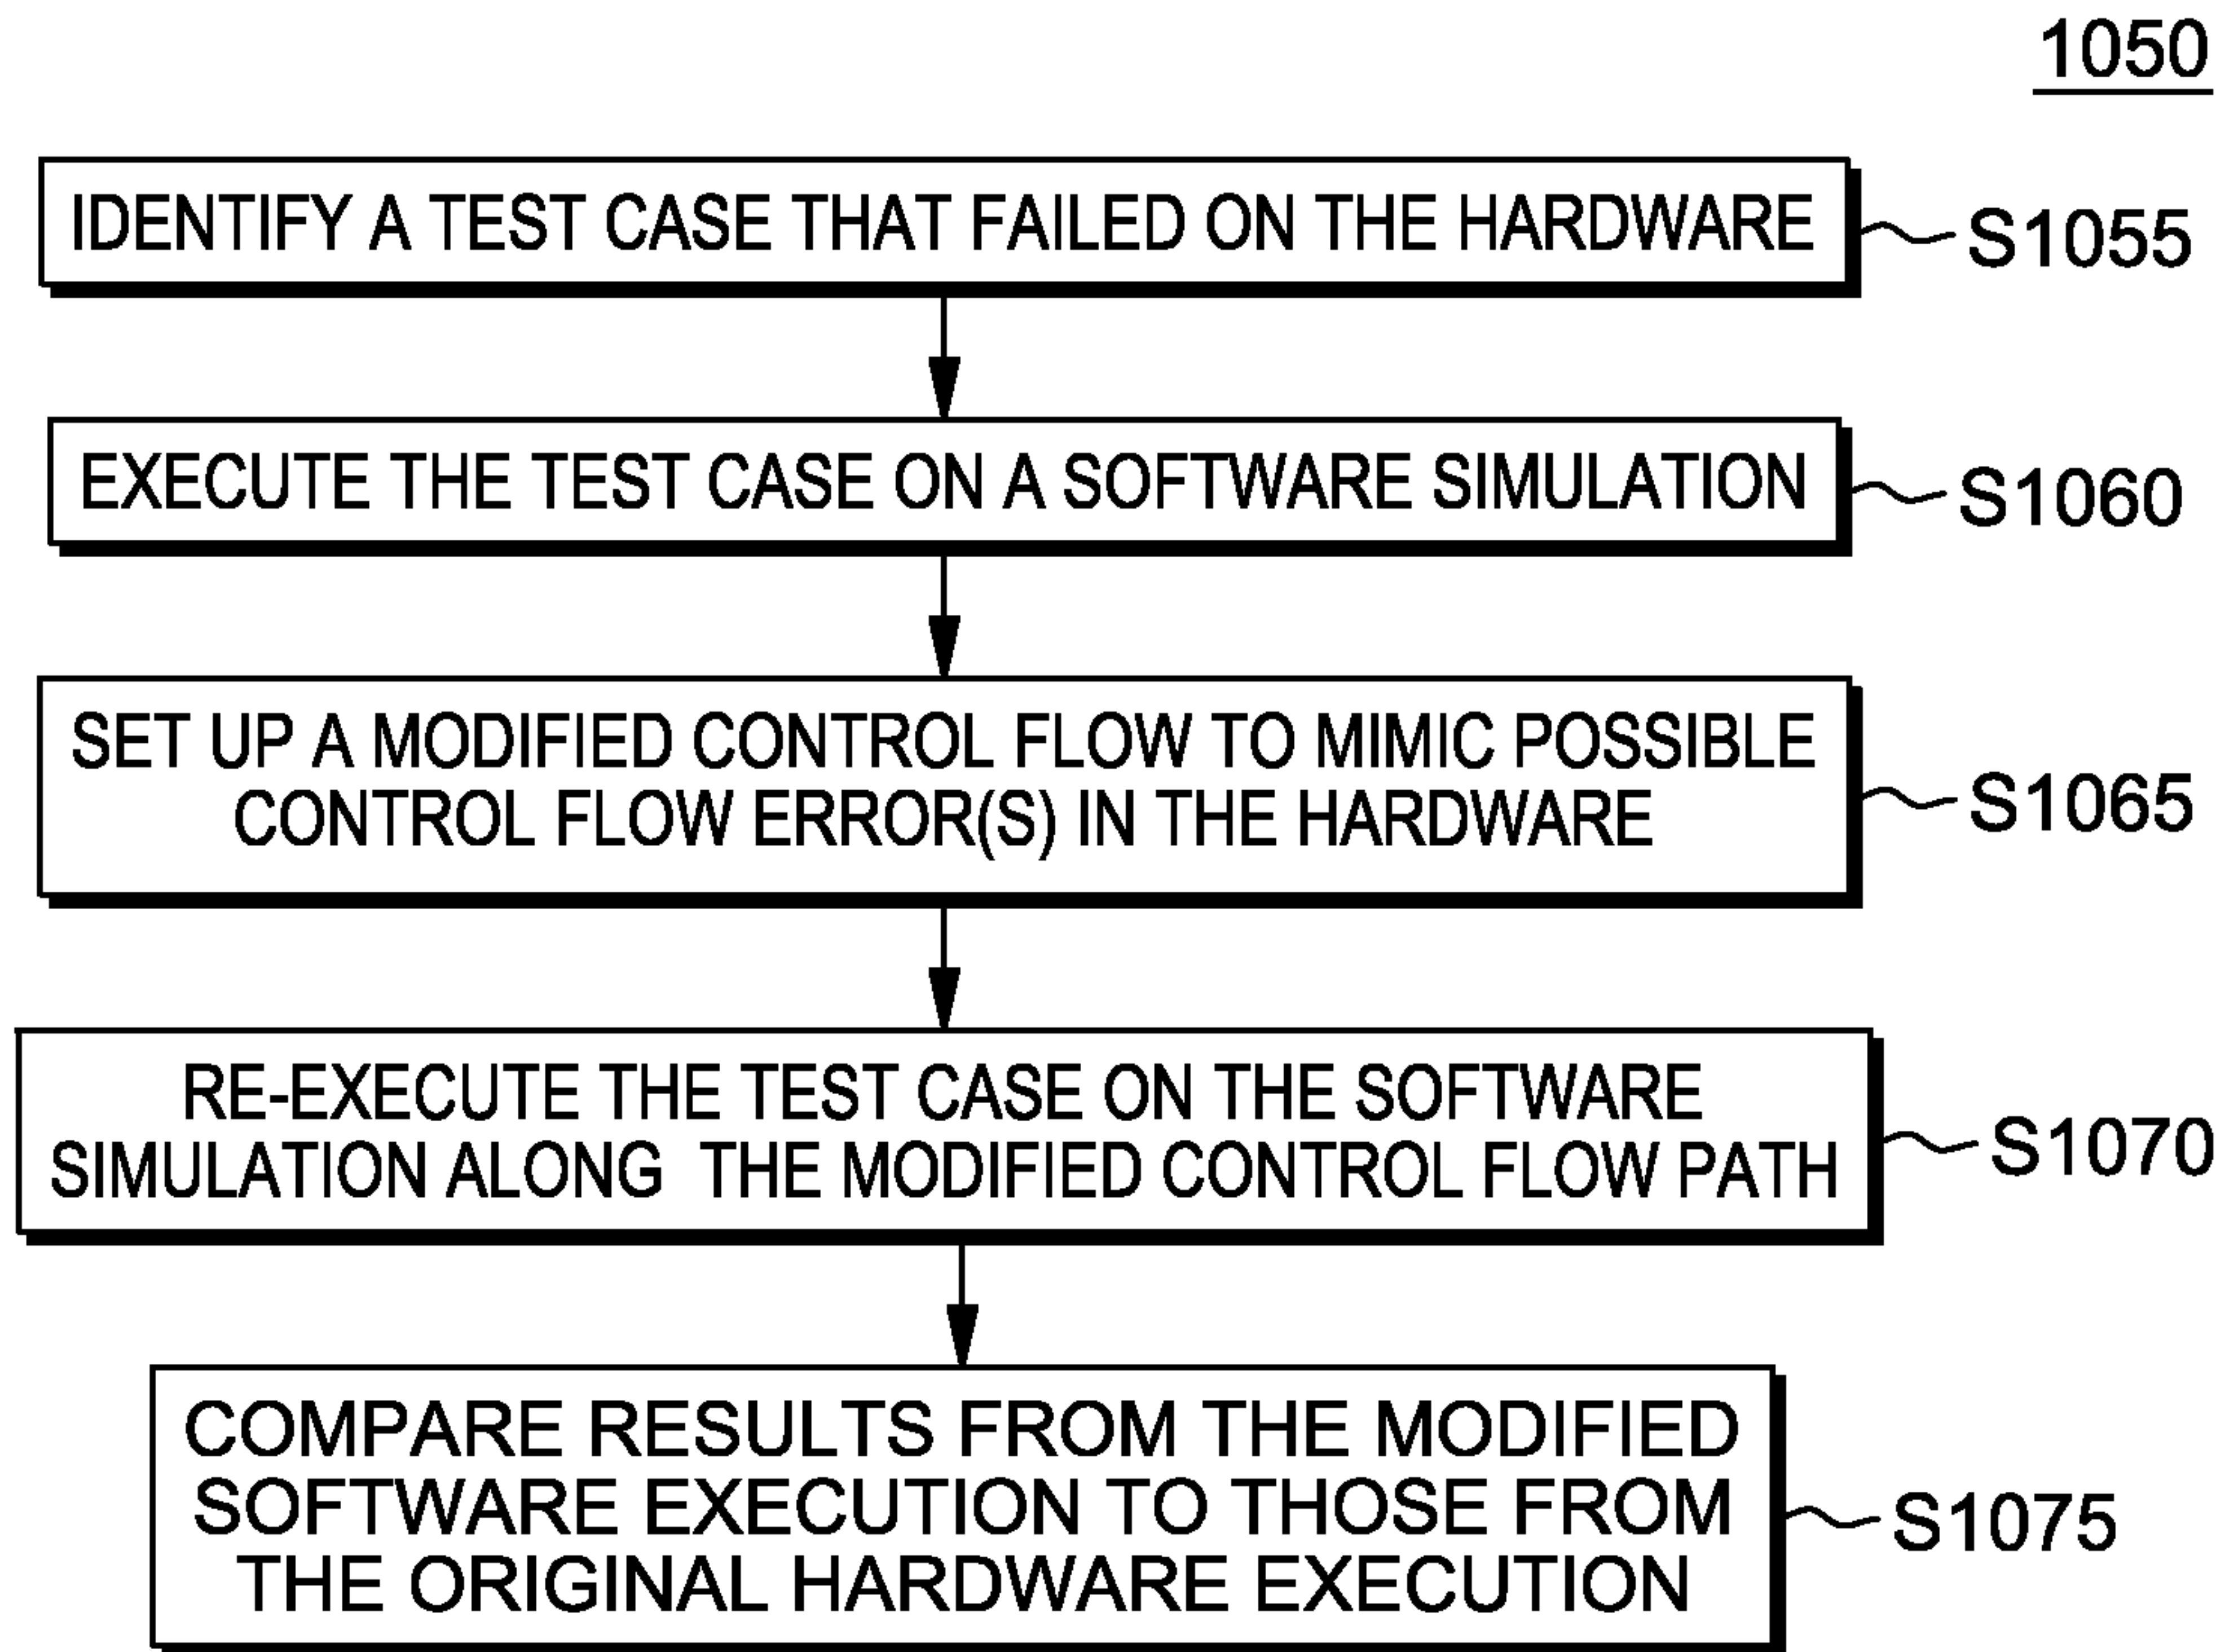 1050
IDENTIFY A TEST CASE THAT FAILED ON THE HARDWARE
S1055
EXECUTE THE TEST CASE ON A SOFTWARE SIMULATION
S1060
SET UP A MODIFIED CONTROL FLOW TO MIMIC POSSIBLE
CONTROL FLOW ERROR(S) IN THE HARDWARE
S1065
RE-EXECUTE THE TEST CASE ON THE SOFTWARE
SIMULATION ALONG THE MODIFIED CONTROL FLOW PATH
S1070
COMPARE RESULTS FROM THE MODIFIED
SOFTWARE EXECUTION TO THOSE FROM
THE ORIGINAL HARDWARE EXECUTION
S1075